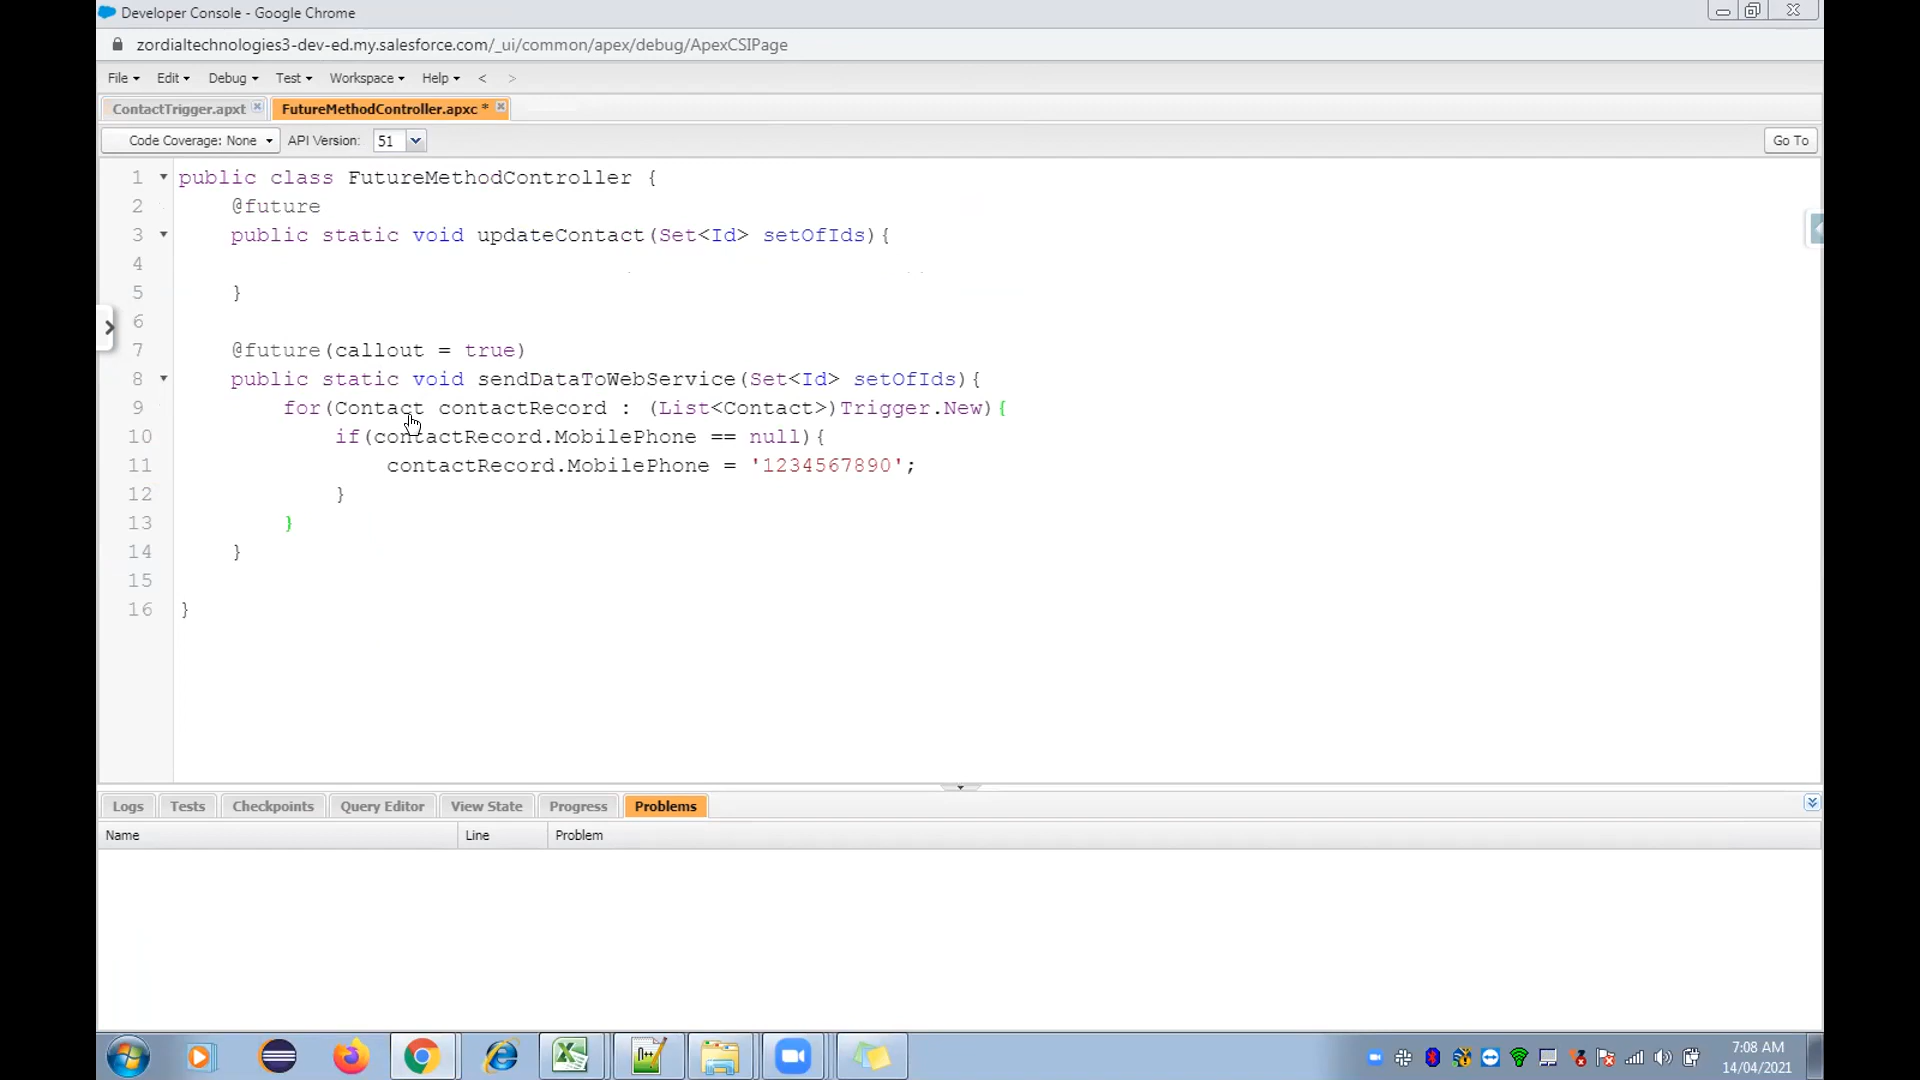 Developer Console - Google Chrome
zordialtechnologies3-dev-ed.my.salesforce.com/_ui/common/apex/debug/ApexCSIPage
File Edit Debug Test Workspace Help < >
ContactTrigger.apxt FutureMethodController.apxc *
Code Coverage: None API Version: 51 Go To
1 public class FutureMethodController {
2 @future
3 public static void updateContact(Set<Id> setOfIds){
4
5 }
6
7 @future(callout = true)
8 public static void sendDataToWebService(Set<Id> setOfIds){
9 for(Contact contactRecord : (List<Contact>)Trigger.New){
10 if(contactRecord.MobilePhone == null){
11 contactRecord.MobilePhone = '1234567890';
12 }
13 }
14 }
15
16 }
Logs Tests Checkpoints Query Editor View State Progress Problems
Name Line Problem
7:08 AM
14/04/2021